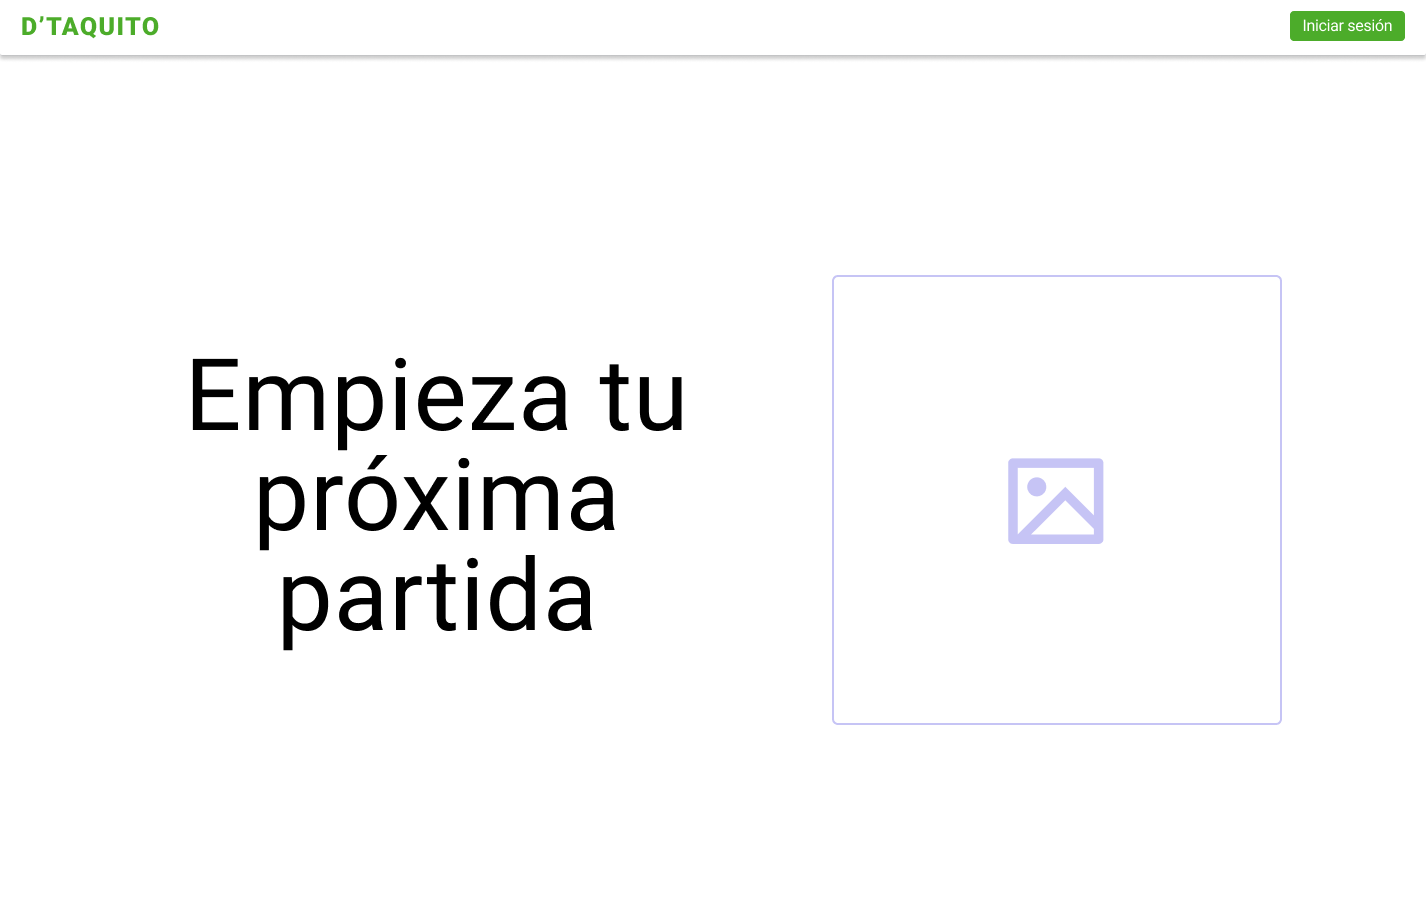 D’TAQUITO
Iniciar sesión
Empieza tu
próxima
partida